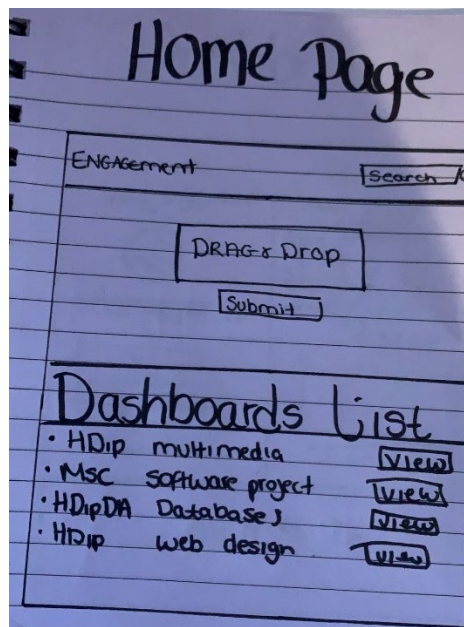 Home Page
ENGAGement Search
DRAG & Drop
Submit
Dashboards List
• HDip multimedia View
• Msc Software project View
• HDipDA Databases View
• HDip web design View